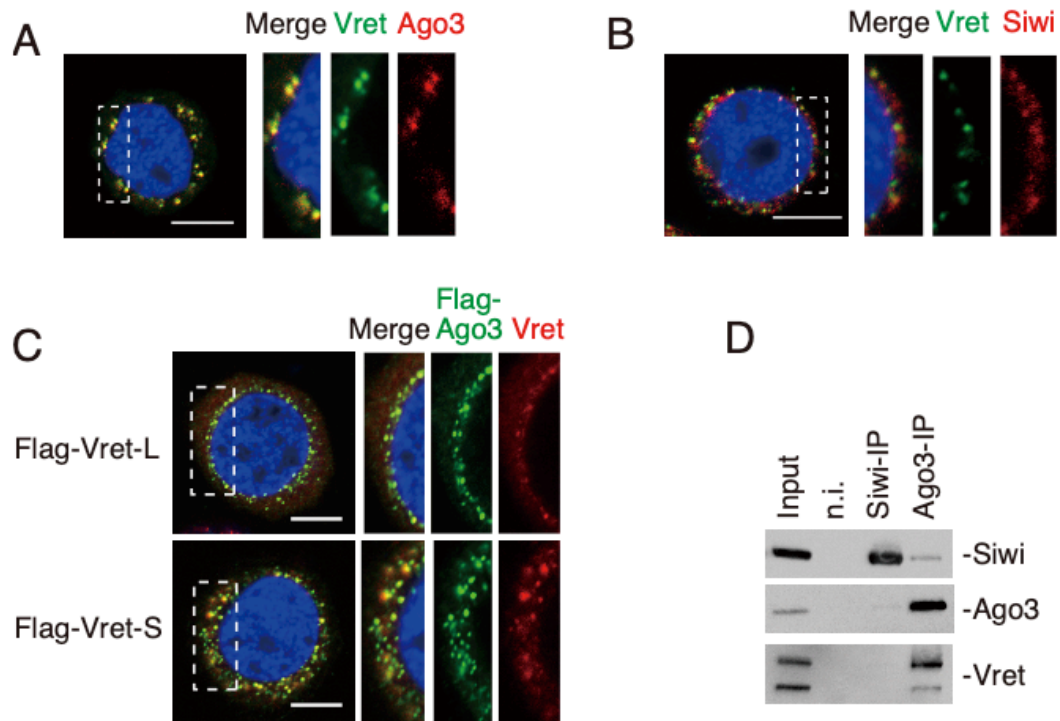 A
Merge Vret Ago3
B
Merge Vret Siwi
C
Flag-
Merge Ago3 Vret
Flag-Vret-L
Flag-Vret-S
D
Input
n.i.
Siwi-IP
Ago3-IP
-Siwi
-Ago3
-Vret